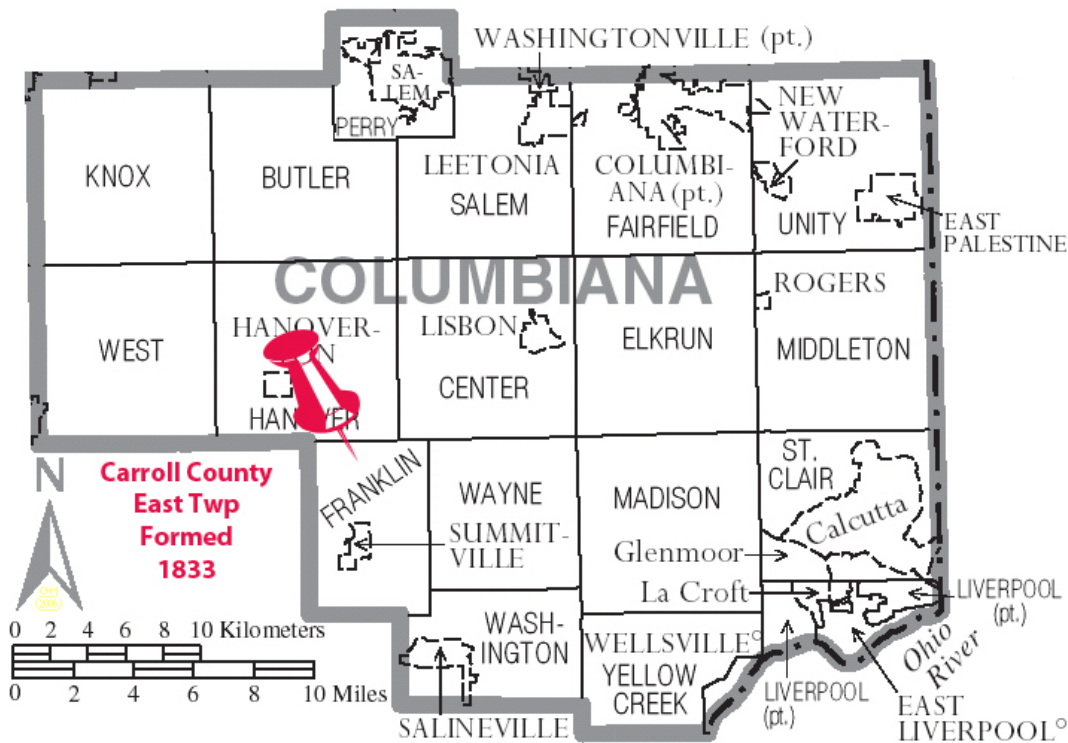 WASHINGTONVILLE (pt.)
SA-
LEM
PERRY
NEW
WATER-
FORD
KNOX
BUTLER
LEETONIA
SALEM
COLUMBI-
ANA (pt.)
FAIRFIELD
UNITY
EAST
PALESTINE
COLUMBIANA
ROGERS
WEST
HANOVER-
N
HANOVER
LISBON
CENTER
ELKRUN
MIDDLETON
N
Carroll County
East Twp
Formed
1833
FRANKLIN
SUMMIT-
VILLE
WAYNE
MADISON
ST.
CLAIR
Calcutta
Glenmoor
La Croft
LIVERPOOL
(pt.)
0 2 4 6 8 10 Kilometers
0 2 4 6 8 10 Miles
WASH-
INGTON
SALINEVILLE
WELLSVILLE°
YELLOW
CREEK
LIVERPOOL
(pt.)
Ohio
River
EAST
LIVERPOOL°